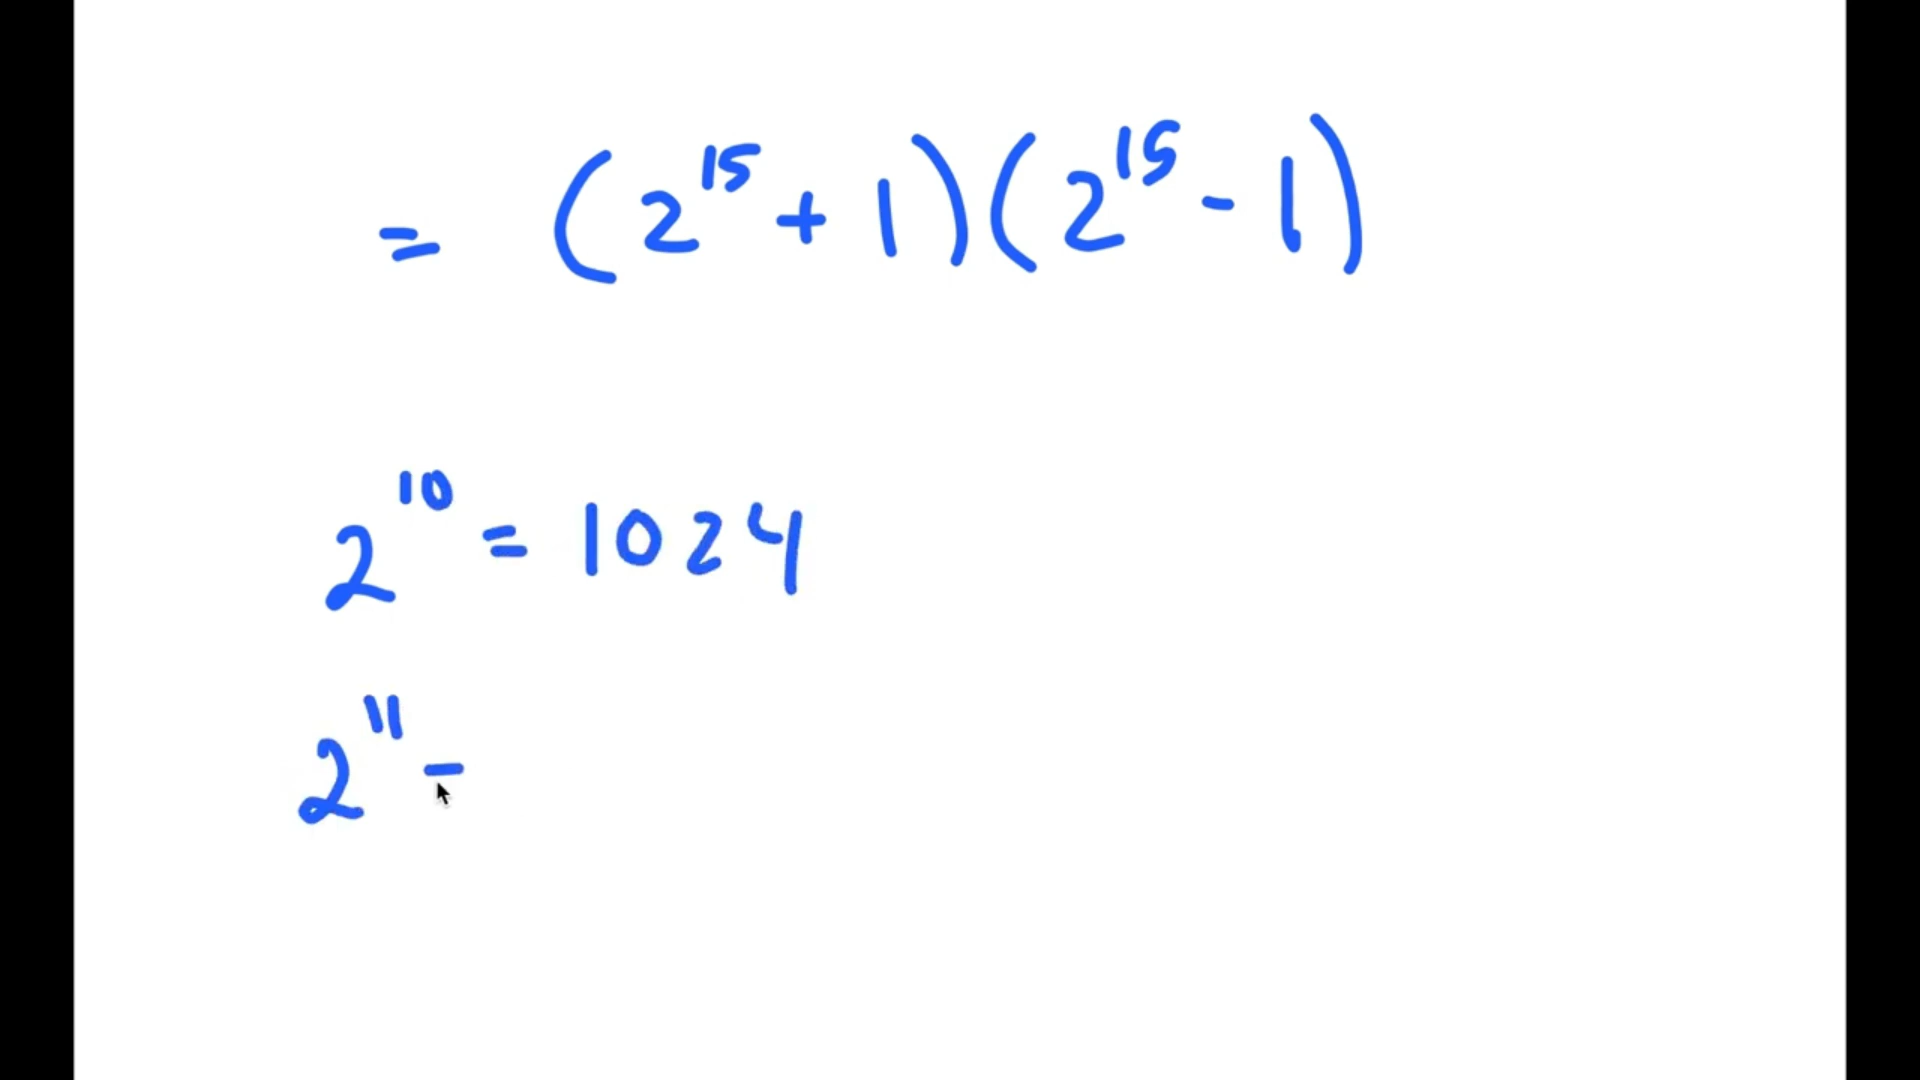 = (2^15 + 1)(2^15 - 1)
2^10 = 1024
2^11 -